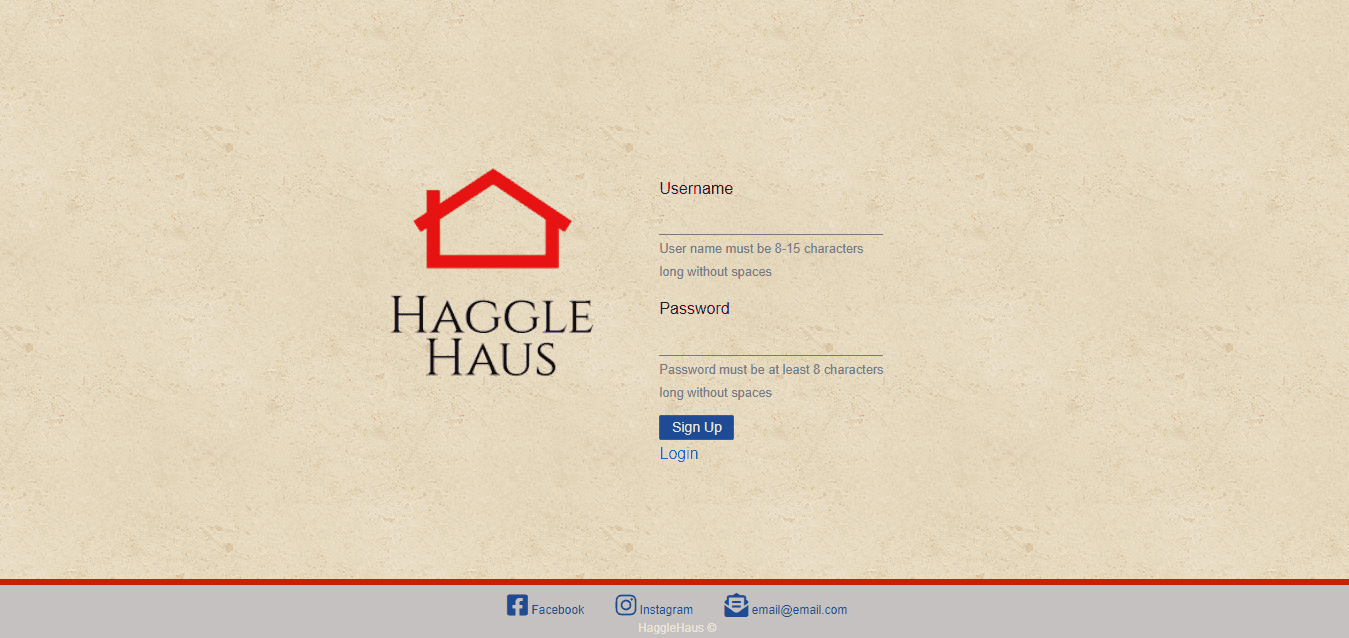 HAGGLE
HAUS
Username
User name must be 8-15 characters
long without spaces
Password
Password must be at least 8 characters
long without spaces
Sign Up
Login
Facebook Instagram email@email.com
HaggleHaus ©